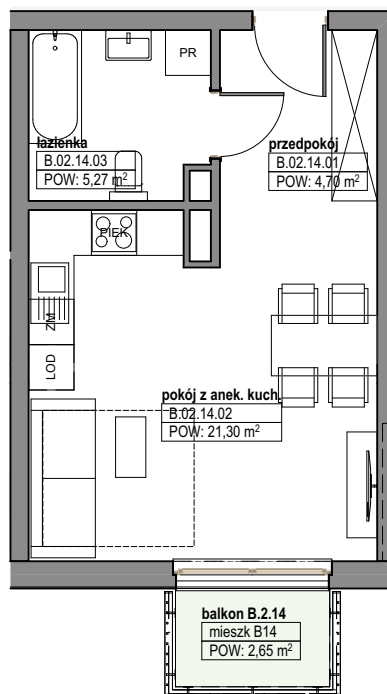 PR
łazienka
B.02.14.03
POW: 5,27 m²
przedpokój
B.02.14.01
POW: 4,70 m²
PIEK
ZM
LOD
pokój z anek. kuch.
B.02.14.02
POW: 21,30 m²
balkon B.2.14
mieszk B14
POW: 2,65 m²